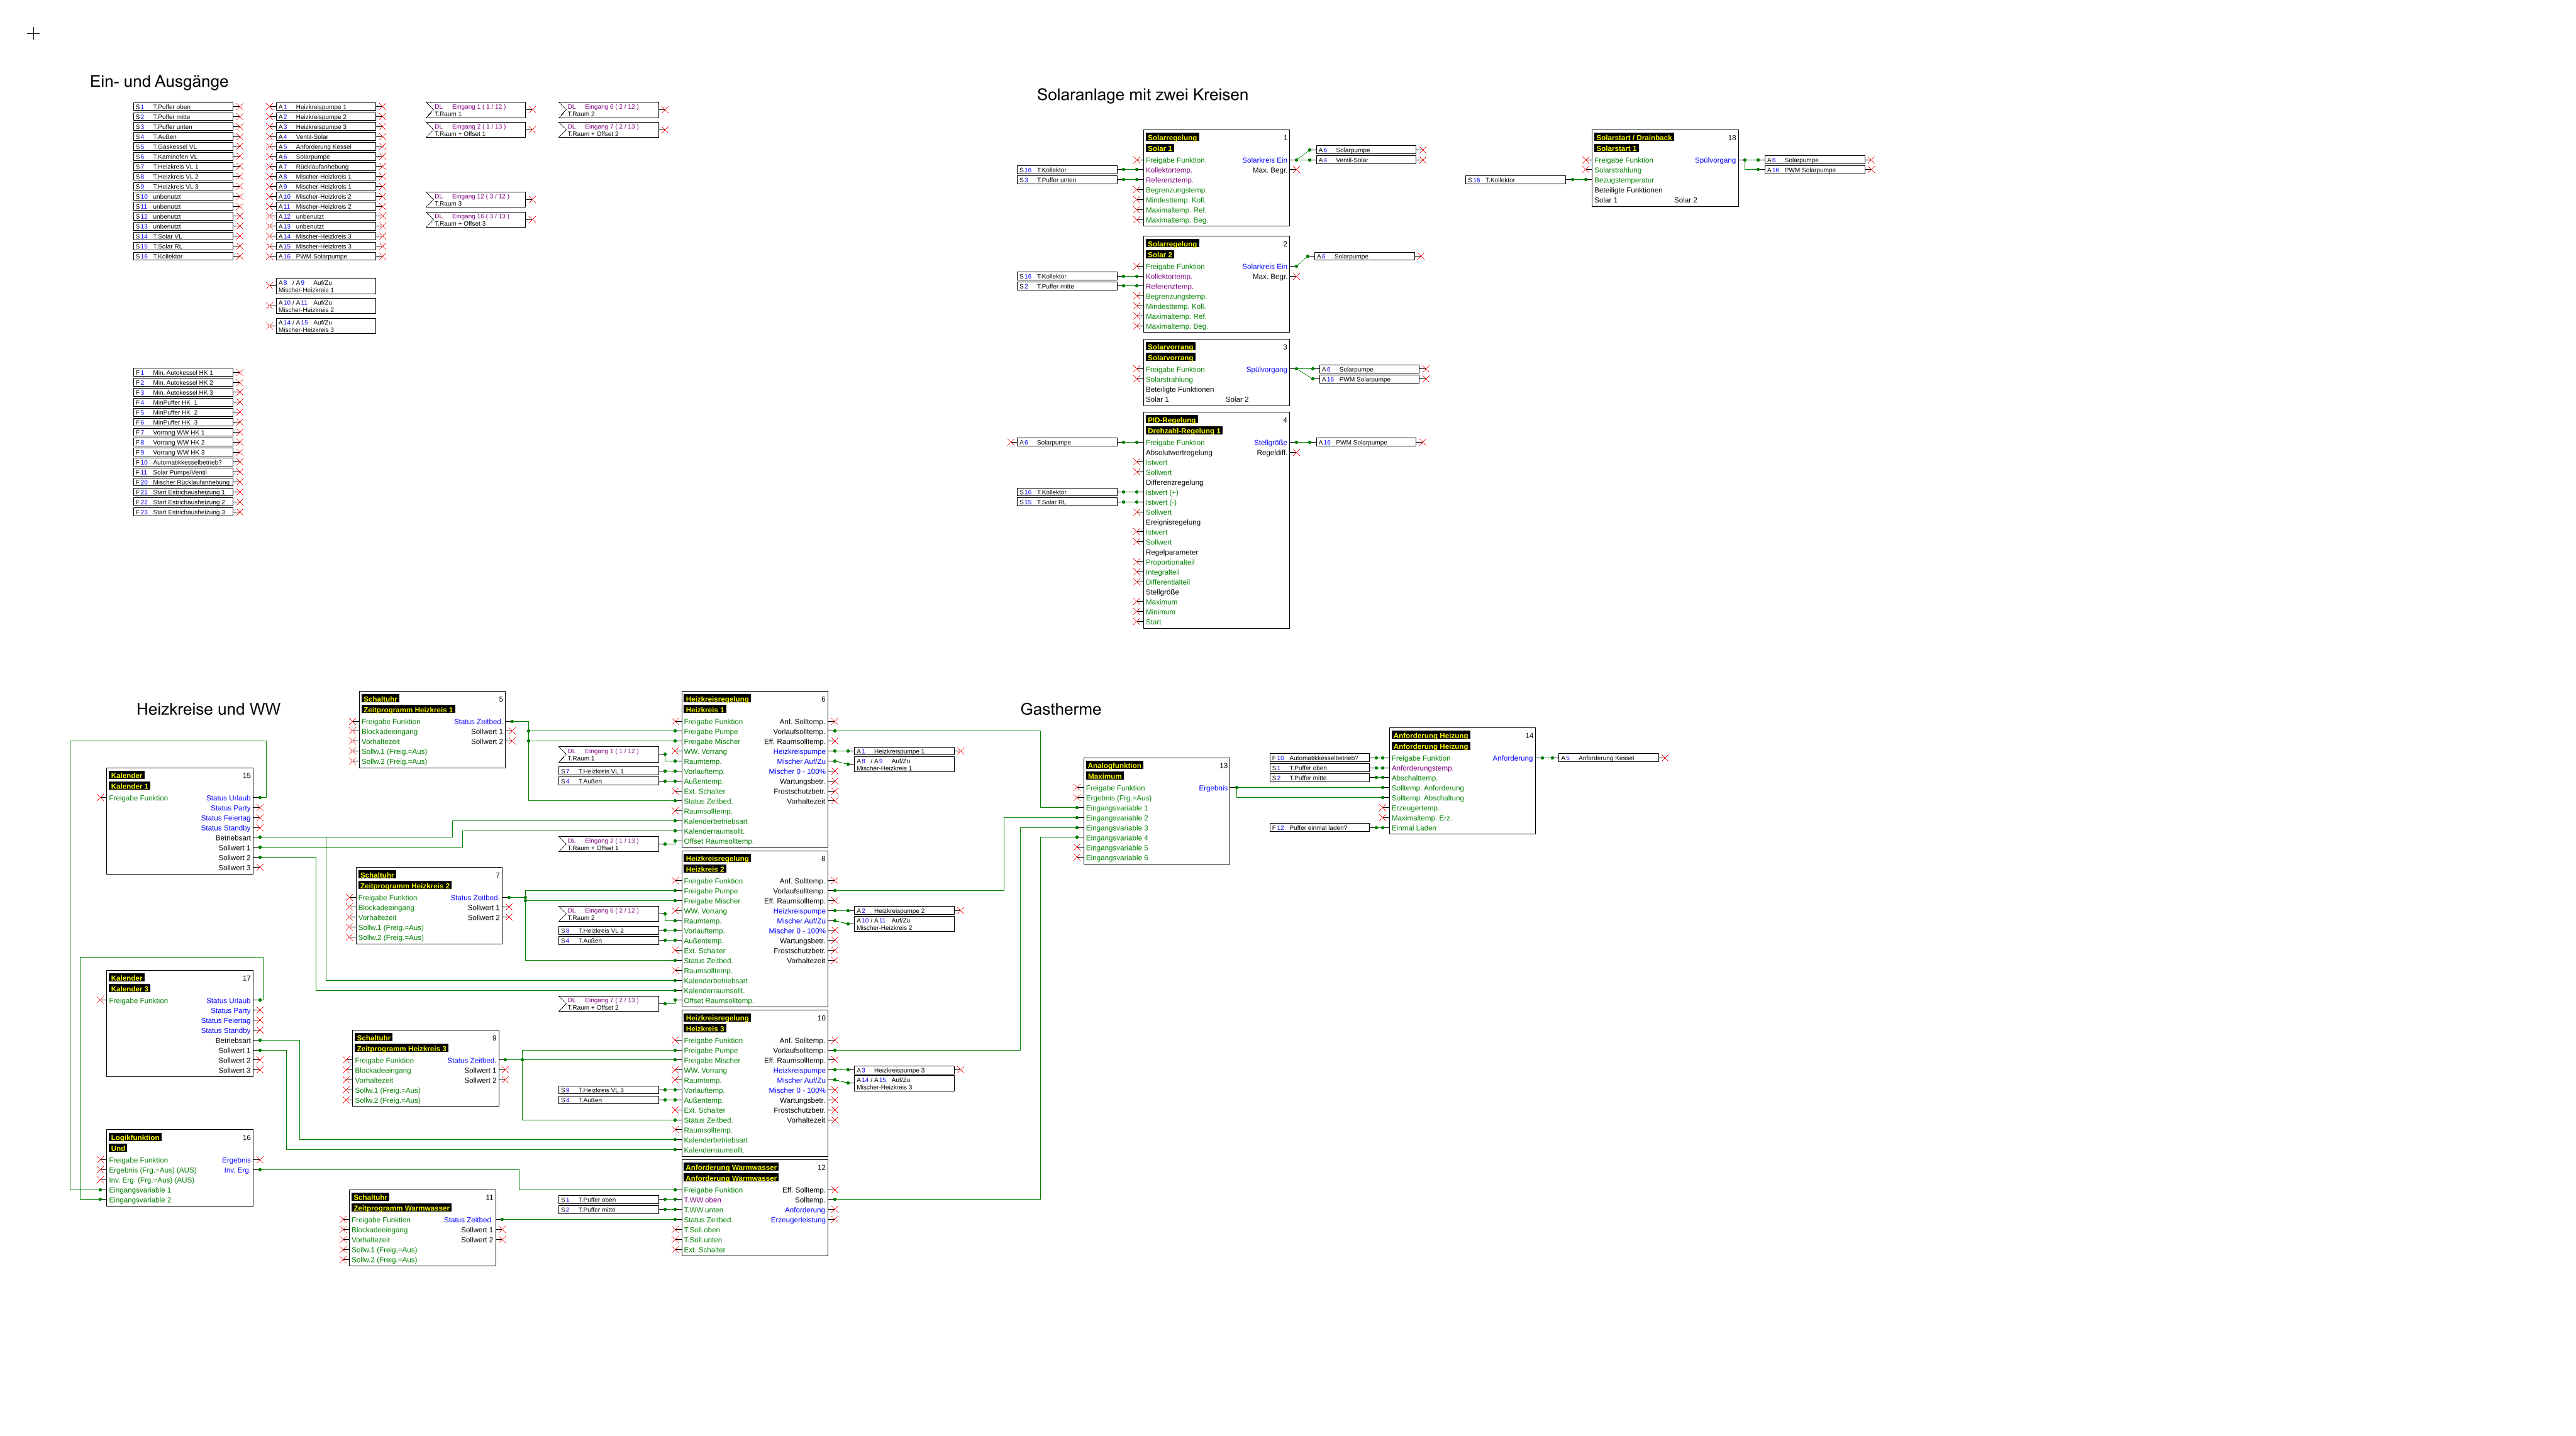 Ein- und Ausgänge
S1 T.Puffer oben
S2 T.Puffer mitte
S3 T.Puffer unten
S4 T.Außen
S5 T.Gaskessel VL
S6 T.Kaminofen VL
S7 T.Heizkreis VL 1
S8 T.Heizkreis VL 2
S9 T.Heizkreis VL 3
S10 unbenutzt
S11 unbenutzt
S12 unbenutzt
S13 unbenutzt
S14 T.Solar VL
S15 T.Solar RL
S16 T.Kollektor
A1 Heizkreispumpe 1
A2 Heizkreispumpe 2
A3 Heizkreispumpe 3
A4 Ventil-Solar
A5 Anforderung Kessel
A6 Solarpumpe
A7 Rücklaufanhebung
A8 Mischer-Heizkreis 1
A9 Mischer-Heizkreis 1
A10 Mischer-Heizkreis 2
A11 Mischer-Heizkreis 2
A12 unbenutzt
A13 unbenutzt
A14 Mischer-Heizkreis 3
A15 Mischer-Heizkreis 3
A16 PWM Solarpumpe
A8 / A9 Auf/Zu
Mischer-Heizkreis 1
A10 / A11 Auf/Zu
Mischer-Heizkreis 2
A14 / A15 Auf/Zu
Mischer-Heizkreis 3
DL Eingang 1 ( 1 / 12 )
T.Raum 1
DL Eingang 2 ( 1 / 13 )
T.Raum + Offset 1
DL Eingang 6 ( 2 / 12 )
T.Raum 2
DL Eingang 7 ( 2 / 13 )
T.Raum + Offset 2
DL Eingang 12 ( 3 / 12 )
T.Raum 3
DL Eingang 16 ( 3 / 13 )
T.Raum + Offset 3
F1 Min. Autokessel HK 1
F2 Min. Autokessel HK 2
F3 Min. Autokessel HK 3
F4 MinPuffer HK 1
F5 MinPuffer HK 2
F6 MinPuffer HK 3
F7 Vorrang WW HK 1
F8 Vorrang WW HK 2
F9 Vorrang WW HK 3
F10 Automatikkesselbetrieb?
F11 Solar Pumpe/Ventil
F20 Mischer Rücklaufanhebung
F21 Start Estrichausheizung 1
F22 Start Estrichausheizung 2
F23 Start Estrichausheizung 3
Solaranlage mit zwei Kreisen
Solarregelung 1
Solar 1
Freigabe Funktion Solarkreis Ein
Kollektortemp. Max. Begr.
Referenztemp.
Begrenzungstemp.
Mindesttemp. Koll.
Maximaltemp. Ref.
Maximaltemp. Beg.
S16 T.Kollektor
S3 T.Puffer unten
A6 Solarpumpe
A4 Ventil-Solar
Solarregelung 2
Solar 2
Freigabe Funktion Solarkreis Ein
Kollektortemp. Max. Begr.
Referenztemp.
Begrenzungstemp.
Mindesttemp. Koll.
Maximaltemp. Ref.
Maximaltemp. Beg.
S16 T.Kollektor
S2 T.Puffer mitte
A6 Solarpumpe
Solarvorrang 3
Solarvorrang
Freigabe Funktion Spülvorgang
Solarstrahlung
Beteiligte Funktionen
Solar 1 Solar 2
A6 Solarpumpe
A16 PWM Solarpumpe
PID-Regelung 4
Drehzahl-Regelung 1
Freigabe Funktion Stellgröße
Absolutwertregelung Regeldiff.
Istwert
Sollwert
Differenzregelung
Istwert (+)
Istwert (-)
Sollwert
Ereignisregelung
Istwert
Sollwert
Regelparameter
Proportionalteil
Integralteil
Differentialteil
Stellgröße
Maximum
Minimum
Start
A6 Solarpumpe
S16 T.Kollektor
S15 T.Solar RL
A16 PWM Solarpumpe
Solarstart / Drainback 18
Solarstart 1
Freigabe Funktion Spülvorgang
Solarstrahlung
Bezugstemperatur
Beteiligte Funktionen
Solar 1 Solar 2
S16 T.Kollektor
A6 Solarpumpe
A16 PWM Solarpumpe
Heizkreise und WW
Kalender 15
Kalender 1
Freigabe Funktion Status Urlaub
Status Party
Status Feiertag
Status Standby
Betriebsart
Sollwert 1
Sollwert 2
Sollwert 3
Kalender 17
Kalender 3
Freigabe Funktion Status Urlaub
Status Party
Status Feiertag
Status Standby
Betriebsart
Sollwert 1
Sollwert 2
Sollwert 3
Logikfunktion 16
Und
Freigabe Funktion Ergebnis
Ergebnis (Frg.=Aus) (AUS) Inv. Erg.
Inv. Erg. (Frg.=Aus) (AUS)
Eingangsvariable 1
Eingangsvariable 2
Schaltuhr 5
Zeitprogramm Heizkreis 1
Freigabe Funktion Status Zeitbed.
Blockadeeingang Sollwert 1
Vorhaltezeit Sollwert 2
Sollw.1 (Freig.=Aus)
Sollw.2 (Freig.=Aus)
Schaltuhr 7
Zeitprogramm Heizkreis 2
Freigabe Funktion Status Zeitbed.
Blockadeeingang Sollwert 1
Vorhaltezeit Sollwert 2
Sollw.1 (Freig.=Aus)
Sollw.2 (Freig.=Aus)
Schaltuhr 9
Zeitprogramm Heizkreis 3
Freigabe Funktion Status Zeitbed.
Blockadeeingang Sollwert 1
Vorhaltezeit Sollwert 2
Sollw.1 (Freig.=Aus)
Sollw.2 (Freig.=Aus)
Schaltuhr 11
Zeitprogramm Warmwasser
Freigabe Funktion Status Zeitbed.
Blockadeeingang Sollwert 1
Vorhaltezeit Sollwert 2
Sollw.1 (Freig.=Aus)
Sollw.2 (Freig.=Aus)
DL Eingang 1 ( 1 / 12 )
T.Raum 1
S7 T.Heizkreis VL 1
S4 T.Außen
DL Eingang 2 ( 1 / 13 )
T.Raum + Offset 1
Heizkreisregelung 6
Heizkreis 1
Freigabe Funktion Anf. Solltemp.
Freigabe Pumpe Vorlaufsolltemp.
Freigabe Mischer Eff. Raumsolltemp.
WW. Vorrang Heizkreispumpe
Raumtemp. Mischer Auf/Zu
Vorlauftemp. Mischer 0 - 100%
Außentemp. Wartungsbetr.
Ext. Schalter Frostschutzbetr.
Status Zeitbed. Vorhaltezeit
Raumsolltemp.
Kalenderbetriebsart
Kalenderraumsollt.
Offset Raumsolltemp.
A1 Heizkreispumpe 1
A8 / A9 Auf/Zu
Mischer-Heizkreis 1
DL Eingang 6 ( 2 / 12 )
T.Raum 2
S8 T.Heizkreis VL 2
S4 T.Außen
DL Eingang 7 ( 2 / 13 )
T.Raum + Offset 2
Heizkreisregelung 8
Heizkreis 2
Freigabe Funktion Anf. Solltemp.
Freigabe Pumpe Vorlaufsolltemp.
Freigabe Mischer Eff. Raumsolltemp.
WW. Vorrang Heizkreispumpe
Raumtemp. Mischer Auf/Zu
Vorlauftemp. Mischer 0 - 100%
Außentemp. Wartungsbetr.
Ext. Schalter Frostschutzbetr.
Status Zeitbed. Vorhaltezeit
Raumsolltemp.
Kalenderbetriebsart
Kalenderraumsollt.
Offset Raumsolltemp.
A2 Heizkreispumpe 2
A10 / A11 Auf/Zu
Mischer-Heizkreis 2
S9 T.Heizkreis VL 3
S4 T.Außen
Heizkreisregelung 10
Heizkreis 3
Freigabe Funktion Anf. Solltemp.
Freigabe Pumpe Vorlaufsolltemp.
Freigabe Mischer Eff. Raumsolltemp.
WW. Vorrang Heizkreispumpe
Raumtemp. Mischer Auf/Zu
Vorlauftemp. Mischer 0 - 100%
Außentemp. Wartungsbetr.
Ext. Schalter Frostschutzbetr.
Status Zeitbed. Vorhaltezeit
Raumsolltemp.
Kalenderbetriebsart
Kalenderraumsollt.
A3 Heizkreispumpe 3
A14 / A15 Auf/Zu
Mischer-Heizkreis 3
S1 T.Puffer oben
S2 T.Puffer mitte
Anforderung Warmwasser 12
Anforderung Warmwasser
Freigabe Funktion Eff. Solltemp.
T.WW.oben Solltemp.
T.WW.unten Anforderung
Status Zeitbed. Erzeugerleistung
T.Soll.oben
T.Soll.unten
Ext. Schalter
Gastherme
Analogfunktion 13
Maximum
Freigabe Funktion Ergebnis
Ergebnis (Frg.=Aus)
Eingangsvariable 1
Eingangsvariable 2
Eingangsvariable 3
Eingangsvariable 4
Eingangsvariable 5
Eingangsvariable 6
F10 Automatikkesselbetrieb?
S1 T.Puffer oben
S2 T.Puffer mitte
F12 Puffer einmal laden?
Anforderung Heizung 14
Anforderung Heizung
Freigabe Funktion Anforderung
Anforderungstemp.
Abschalttemp.
Solltemp. Anforderung
Solltemp. Abschaltung
Erzeugertemp.
Maximaltemp. Erz.
Einmal Laden
A5 Anforderung Kessel